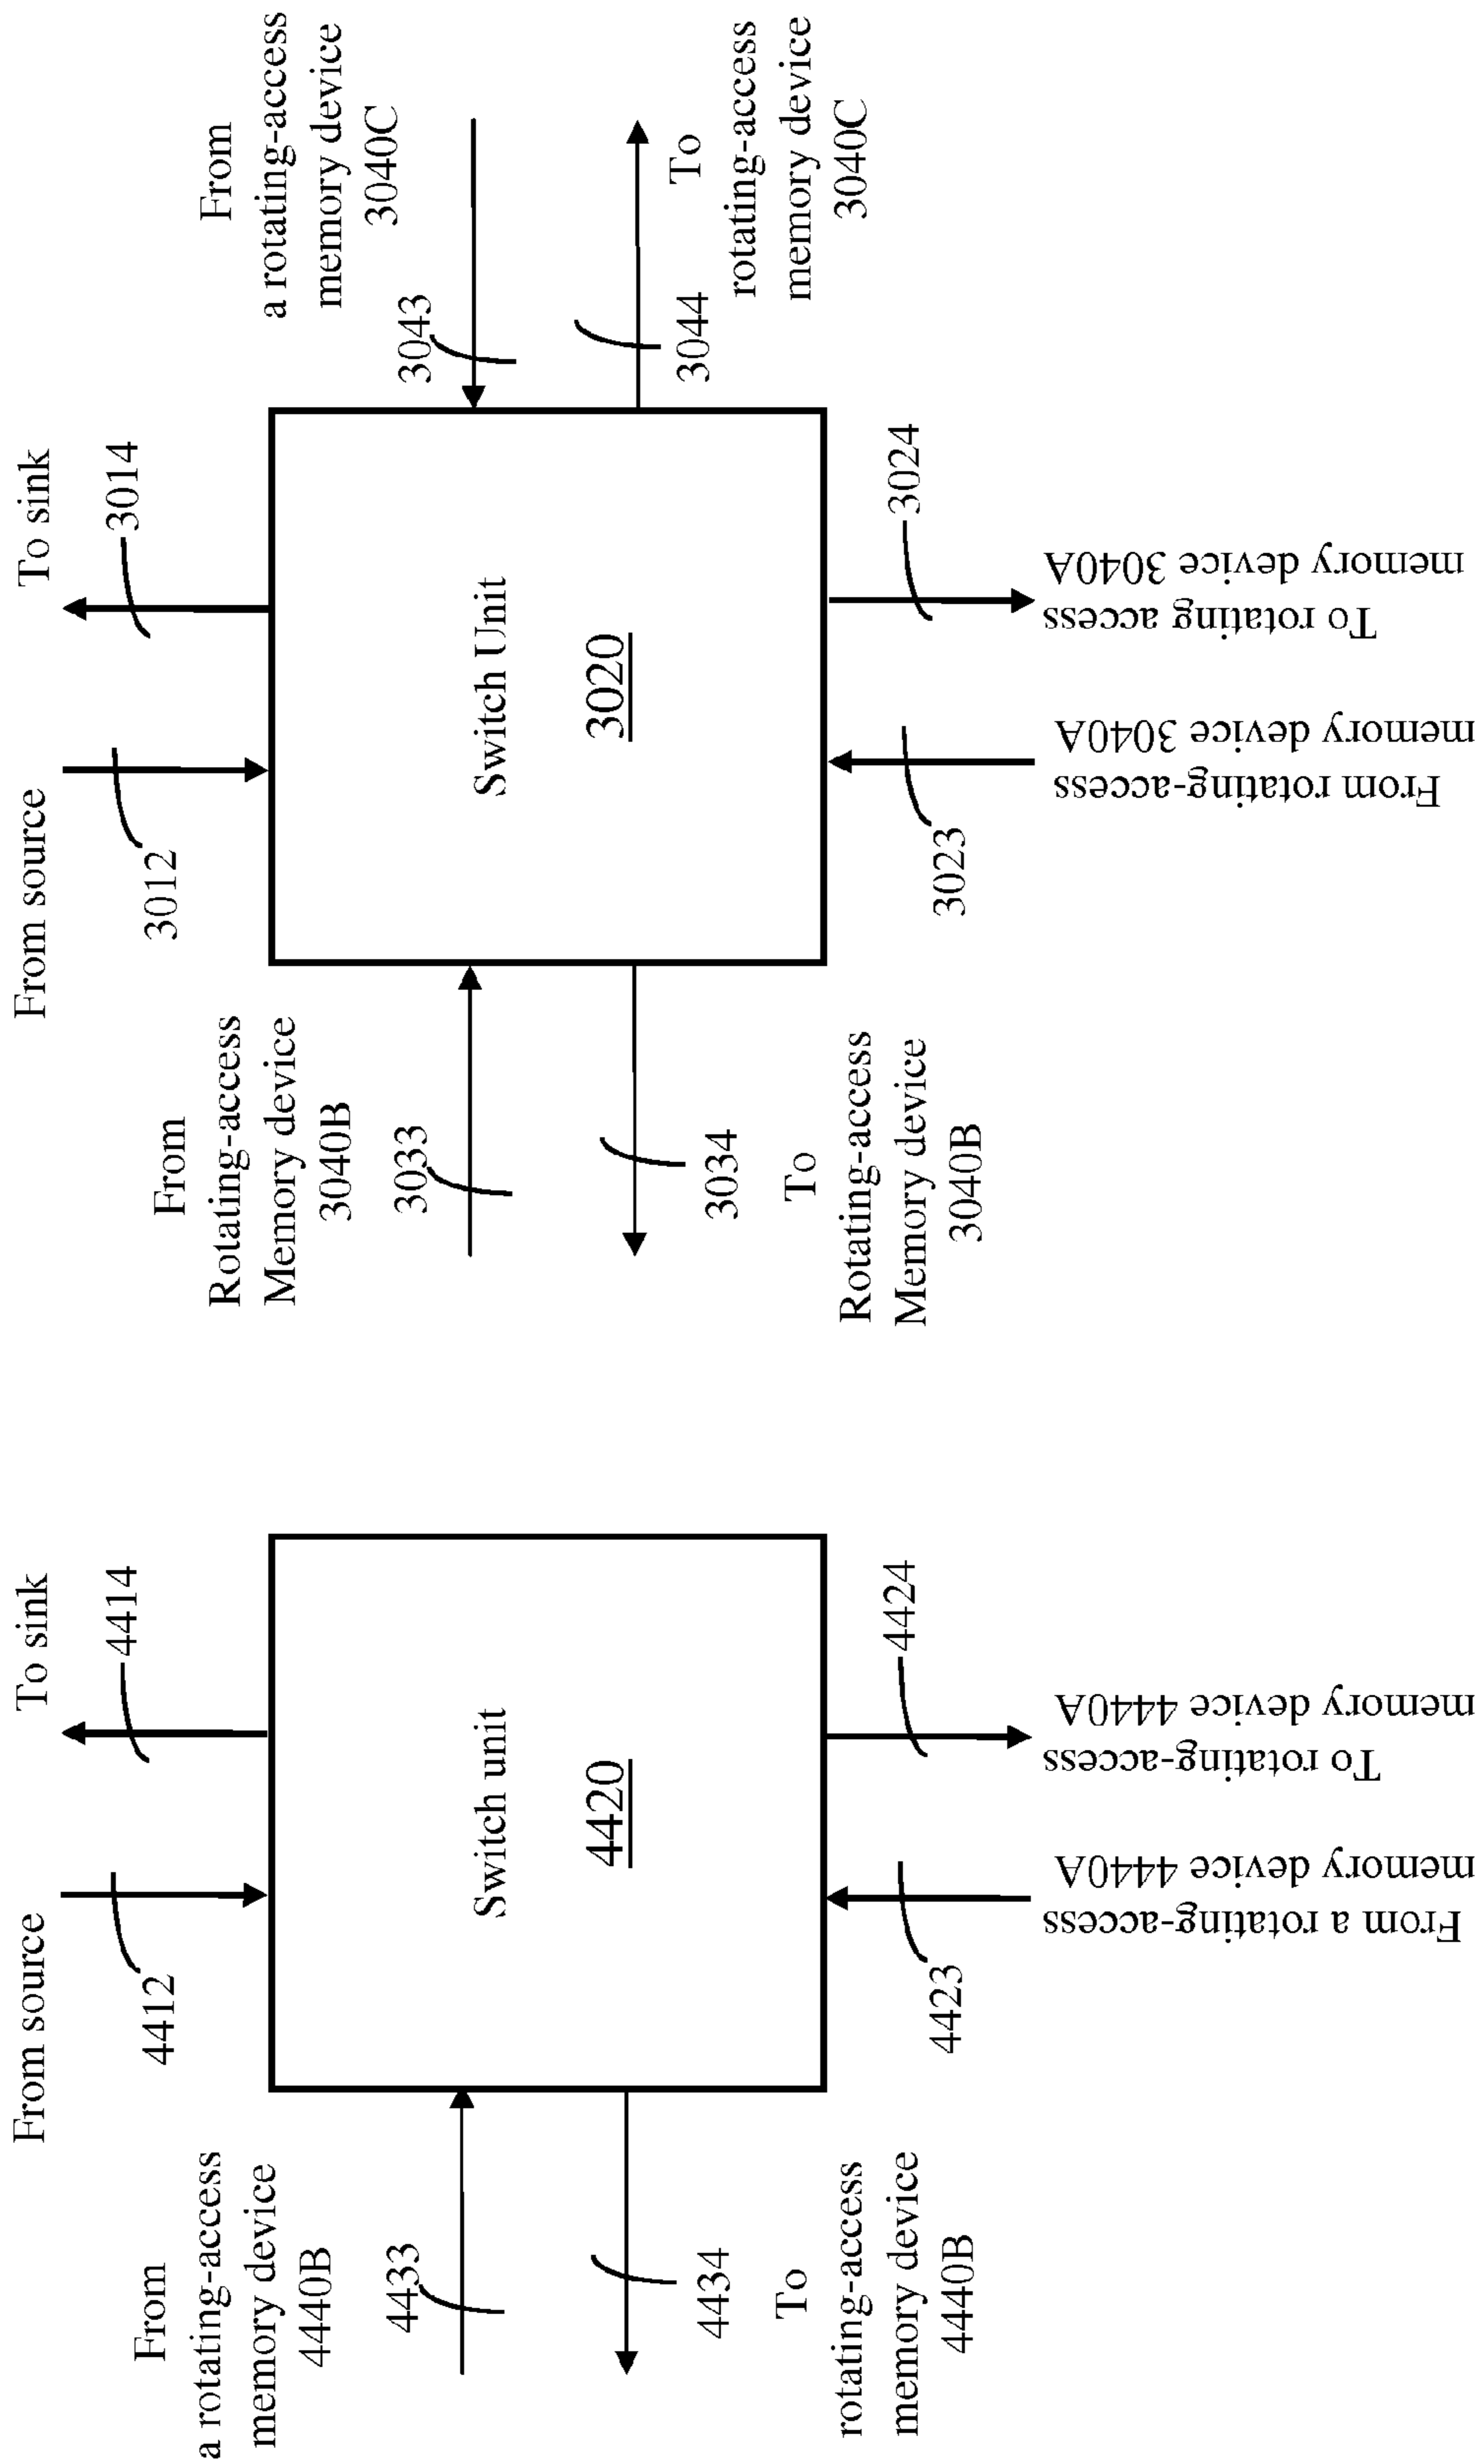 From source
To sink
4412
4414
From
a rotating-access
memory device
4440B
4433
4434
To
rotating-access
memory device
4440B
Switch unit
4420
4423
4424
From a rotating-access
memory device 4440A
To rotating-access
memory device 4440A
From source
To sink
3012
3014
From
Rotating-access
Memory device
3040B
3033
3034
To
Rotating-access
Memory device
3040B
Switch Unit
3020
From
a rotating-access
memory device
3040C
3043
3044
To
rotating-access
memory device
3040C
3023
3024
From rotating-access
memory device 3040A
To rotating access
memory device 3040A